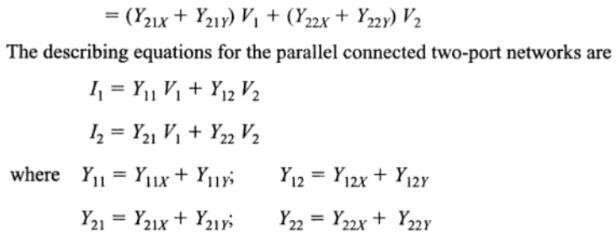 = (Y21X + Y21Y) V1 + (Y22X + Y22Y) V2
The describing equations for the parallel connected two-port networks are
I1 = Y11 V1 + Y12 V2
I2 = Y21 V1 + Y22 V2
where Y11 = Y11X + Y11Y; Y12 = Y12X + Y12Y
Y21 = Y21X + Y21Y; Y22 = Y22X + Y22Y